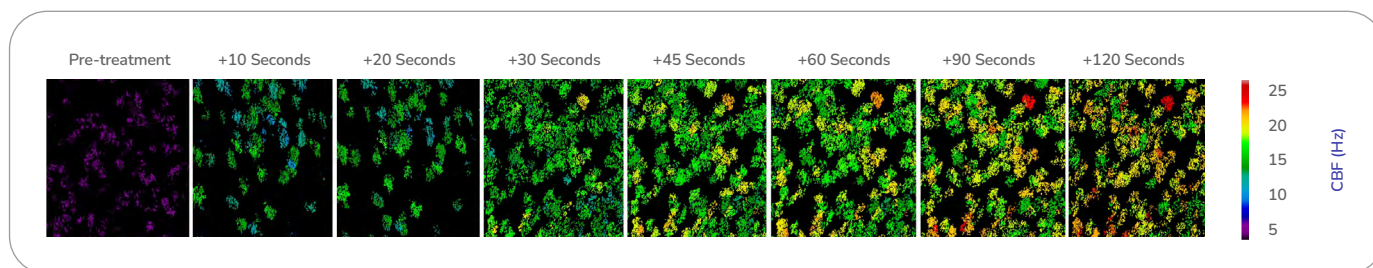 Pre-treatment +10 Seconds +20 Seconds +30 Seconds +45 Seconds +60 Seconds +90 Seconds +120 Seconds
25
20
15
10
5
CBF (Hz)